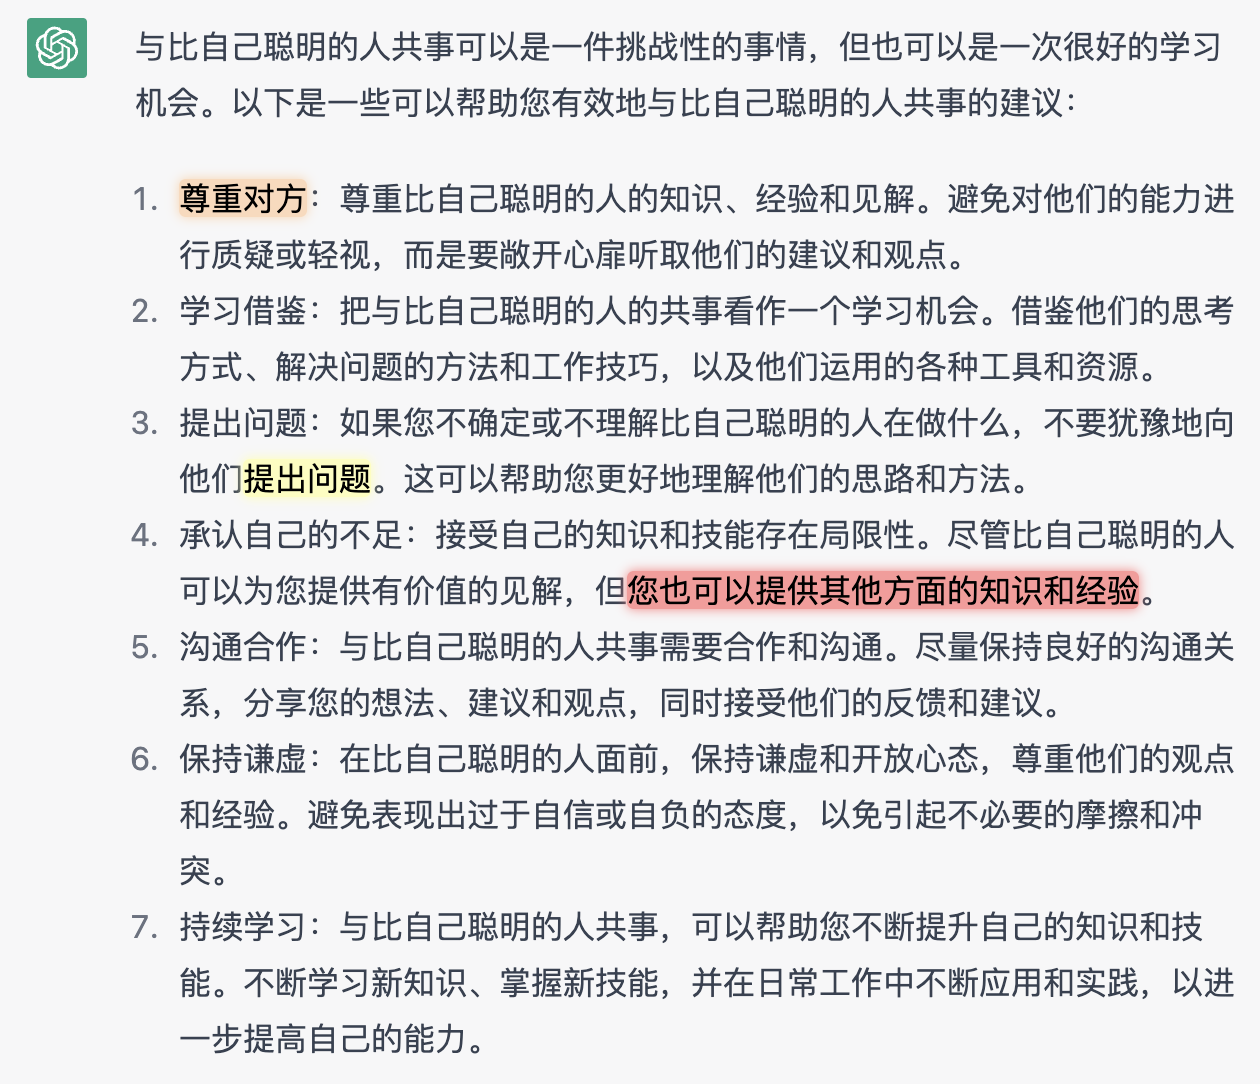 与比自己聪明的人共事可以是一件挑战性的事情，但也可以是一次很好的学习
机会。以下是一些可以帮助您有效地与比自己聪明的人共事的建议：
1. 尊重对方：尊重比自己聪明的人的知识、经验和见解。避免对他们的能力进
行质疑或轻视，而是要敞开心扉听取他们的建议和观点。
2. 学习借鉴：把与比自己聪明的人的共事看作一个学习机会。借鉴他们的思考
方式、解决问题的方法和工作技巧，以及他们运用的各种工具和资源。
3. 提出问题：如果您不确定或不理解比自己聪明的人在做什么，不要犹豫地向
他们提出问题。这可以帮助您更好地理解他们的思路和方法。
4. 承认自己的不足：接受自己的知识和技能存在局限性。尽管比自己聪明的人
可以为您提供有价值的见解，但您也可以提供其他方面的知识和经验。
5. 沟通合作：与比自己聪明的人共事需要合作和沟通。尽量保持良好的沟通关
系，分享您的想法、建议和观点，同时接受他们的反馈和建议。
6. 保持谦虚：在比自己聪明的人面前，保持谦虚和开放心态，尊重他们的观点
和经验。避免表现出过于自信或自负的态度，以免引起不必要的摩擦和冲
突。
7. 持续学习：与比自己聪明的人共事，可以帮助您不断提升自己的知识和技
能。不断学习新知识、掌握新技能，并在日常工作中不断应用和实践，以进
一步提高自己的能力。